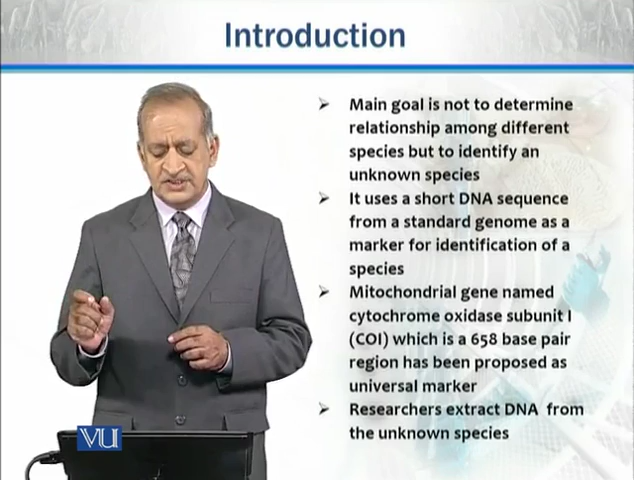 Introduction
Main goal is not to determine
relationship among different
species but to identify an
unknown species
It uses a short DNA sequence
from a standard genome as a
marker for identification of a
species
Mitochondrial gene named
cytochrome oxidase subunit I
(COI) which is a 658 base pair
region has been proposed as
universal marker
Researchers extract DNA from
the unknown species
VU